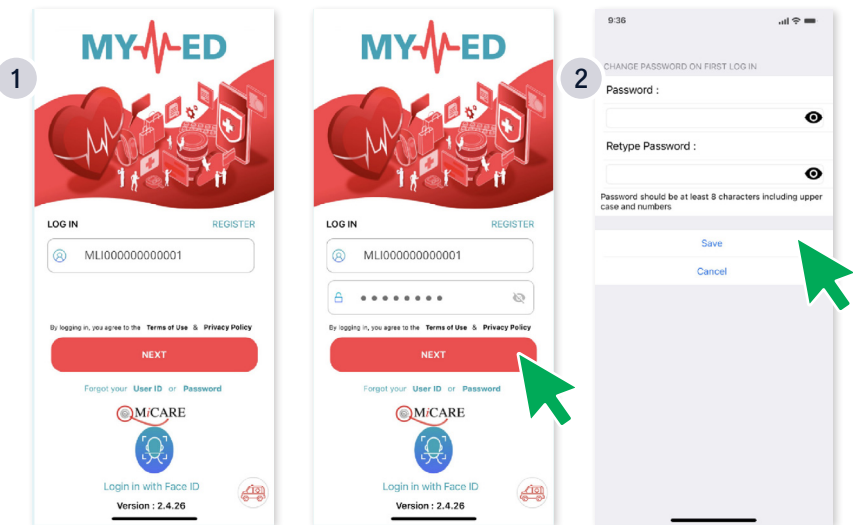 1
MY-ED
LOG IN REGISTER
MLI000000000001
By logging in, you agree to the Terms of Use & Privacy Policy
NEXT
Forgot your User ID or Password
MiCARE
Login in with Face ID
Version : 2.4.26
MY-ED
LOG IN REGISTER
MLI000000000001
By logging in, you agree to the Terms of Use & Privacy Policy
NEXT
Forgot your User ID or Password
MiCARE
Login in with Face ID
Version : 2.4.26
2
9:36
CHANGE PASSWORD ON FIRST LOG IN
Password :
Retype Password :
Password should be at least 8 characters including upper
case and numbers
Save
Cancel